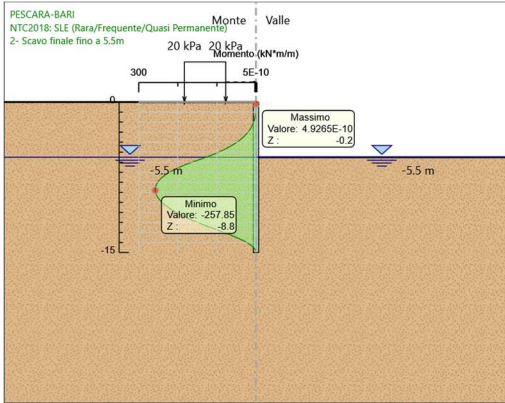 PESCARA-BARI
NTC2018: SLE (Rara/Frequente/Quasi Permanente)
2- Scavo finale fino a 5.5m
Monte
Valle
20 kPa
20 kPa
Momento (kN*m/m)
300
5E-10
0
Massimo
Valore: 4.9265E-10
Z : -0.2
-5.5 m
-5.5 m
Minimo
Valore: -257.85
Z : -8.8
-15